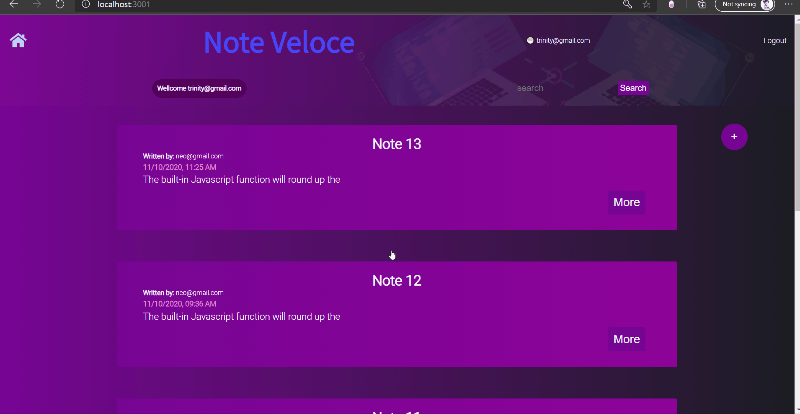 localhost:3001
Not syncing
Note Veloce
trinity@gmail.com
Logout
Wellcome trinity@gmail.com
search
Search
+
Note 13
Written by: neo@gmail.com
11/10/2020, 11:25 AM
The built-in Javascript function will round up the
More
Note 12
Written by: neo@gmail.com
11/10/2020, 09:36 AM
The built-in Javascript function will round up the
More